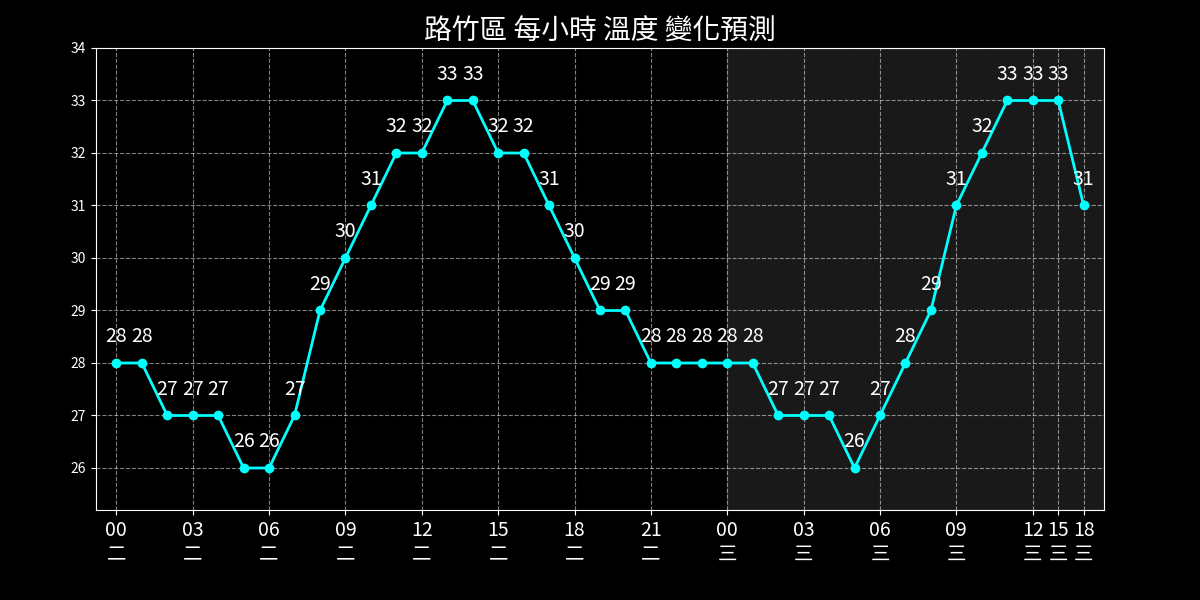 路竹區 每小時 溫度 變化預測
34
33 33 33 33 33
33
32 32 32 32 32
32
31 31 31 31
31
30 30
30
29 29 29 29
29
28 28 28 28 28 28 28 28
28
27 27 27 27 27 27 27 27
27
26 26 26
26
00 03 06 09 12 15 18 21 00 03 06 09 12 15 18
二 二 二 二 二 二 二 二 三 三 三 三 三 三 三